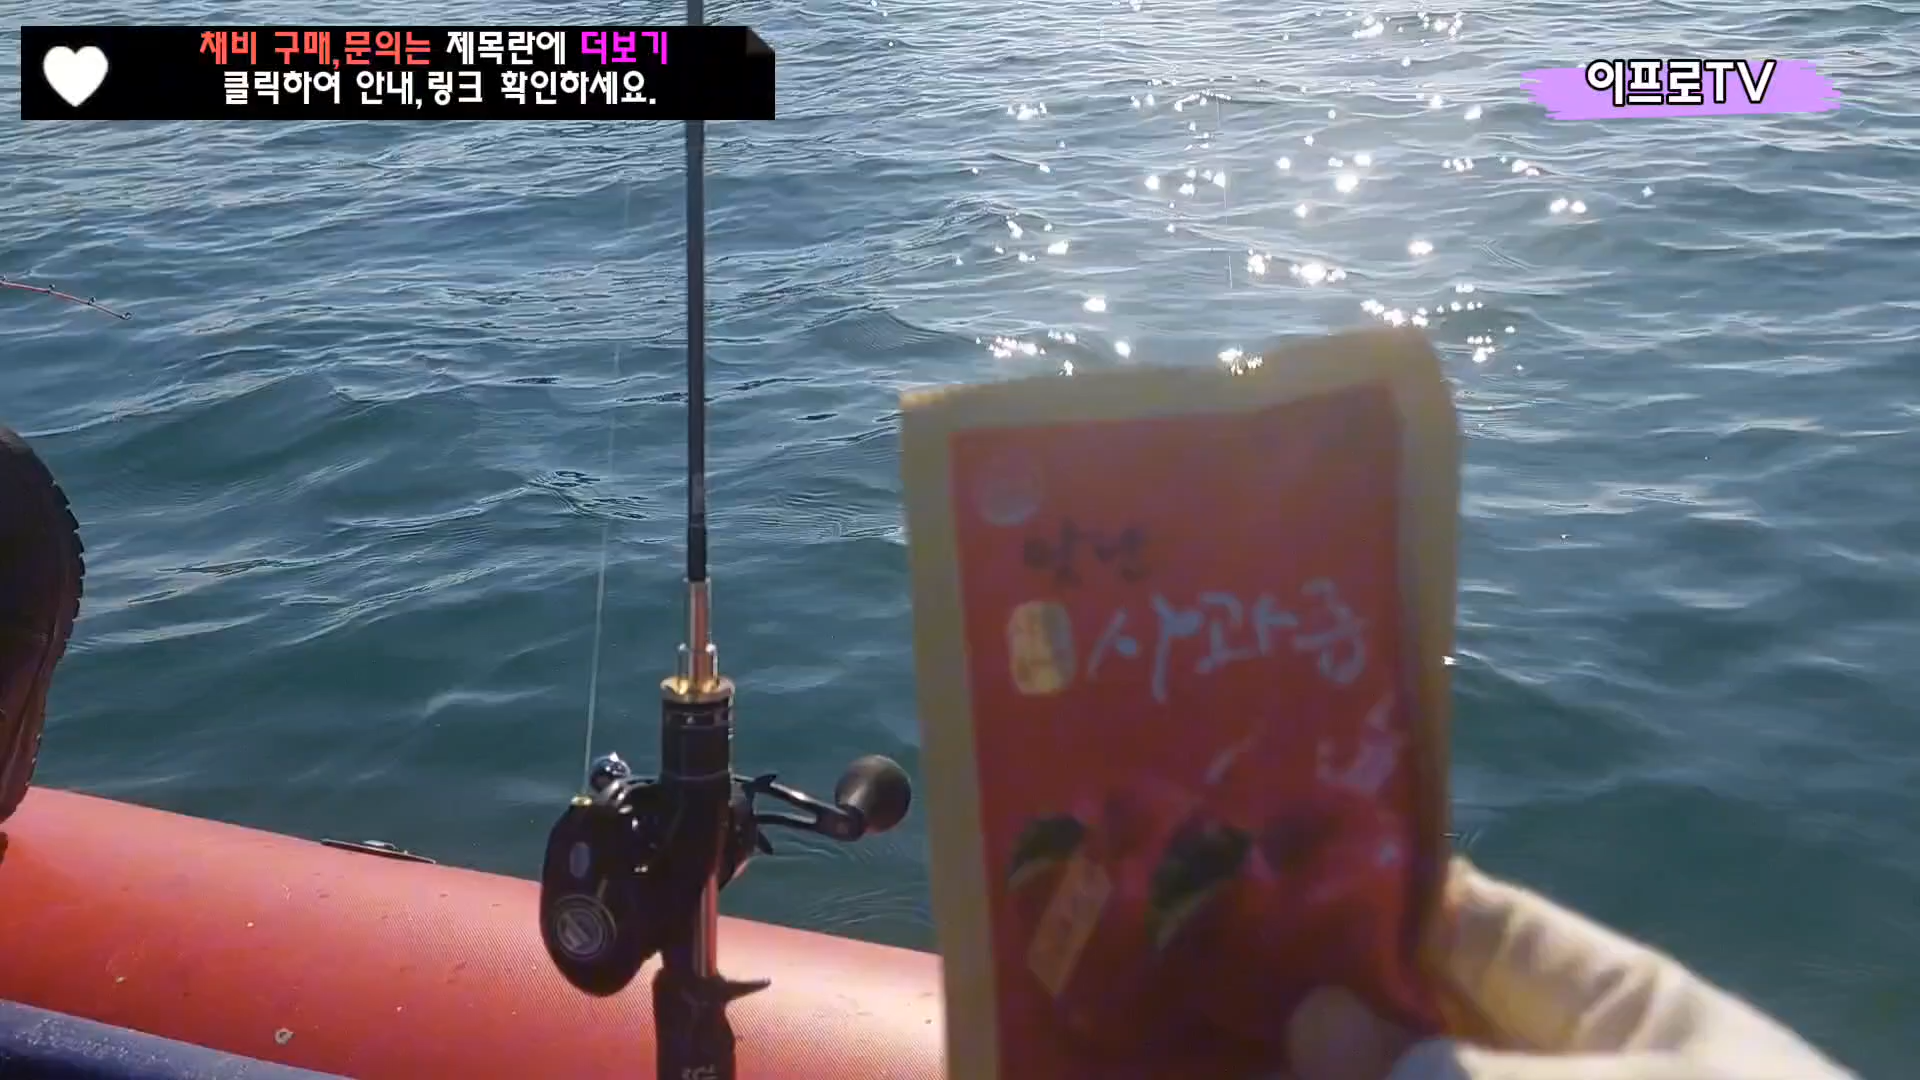 채비 구매,문의는 제목란에 더보기
클릭하여 안내,링크 확인하세요.
이프로TV
사과즙